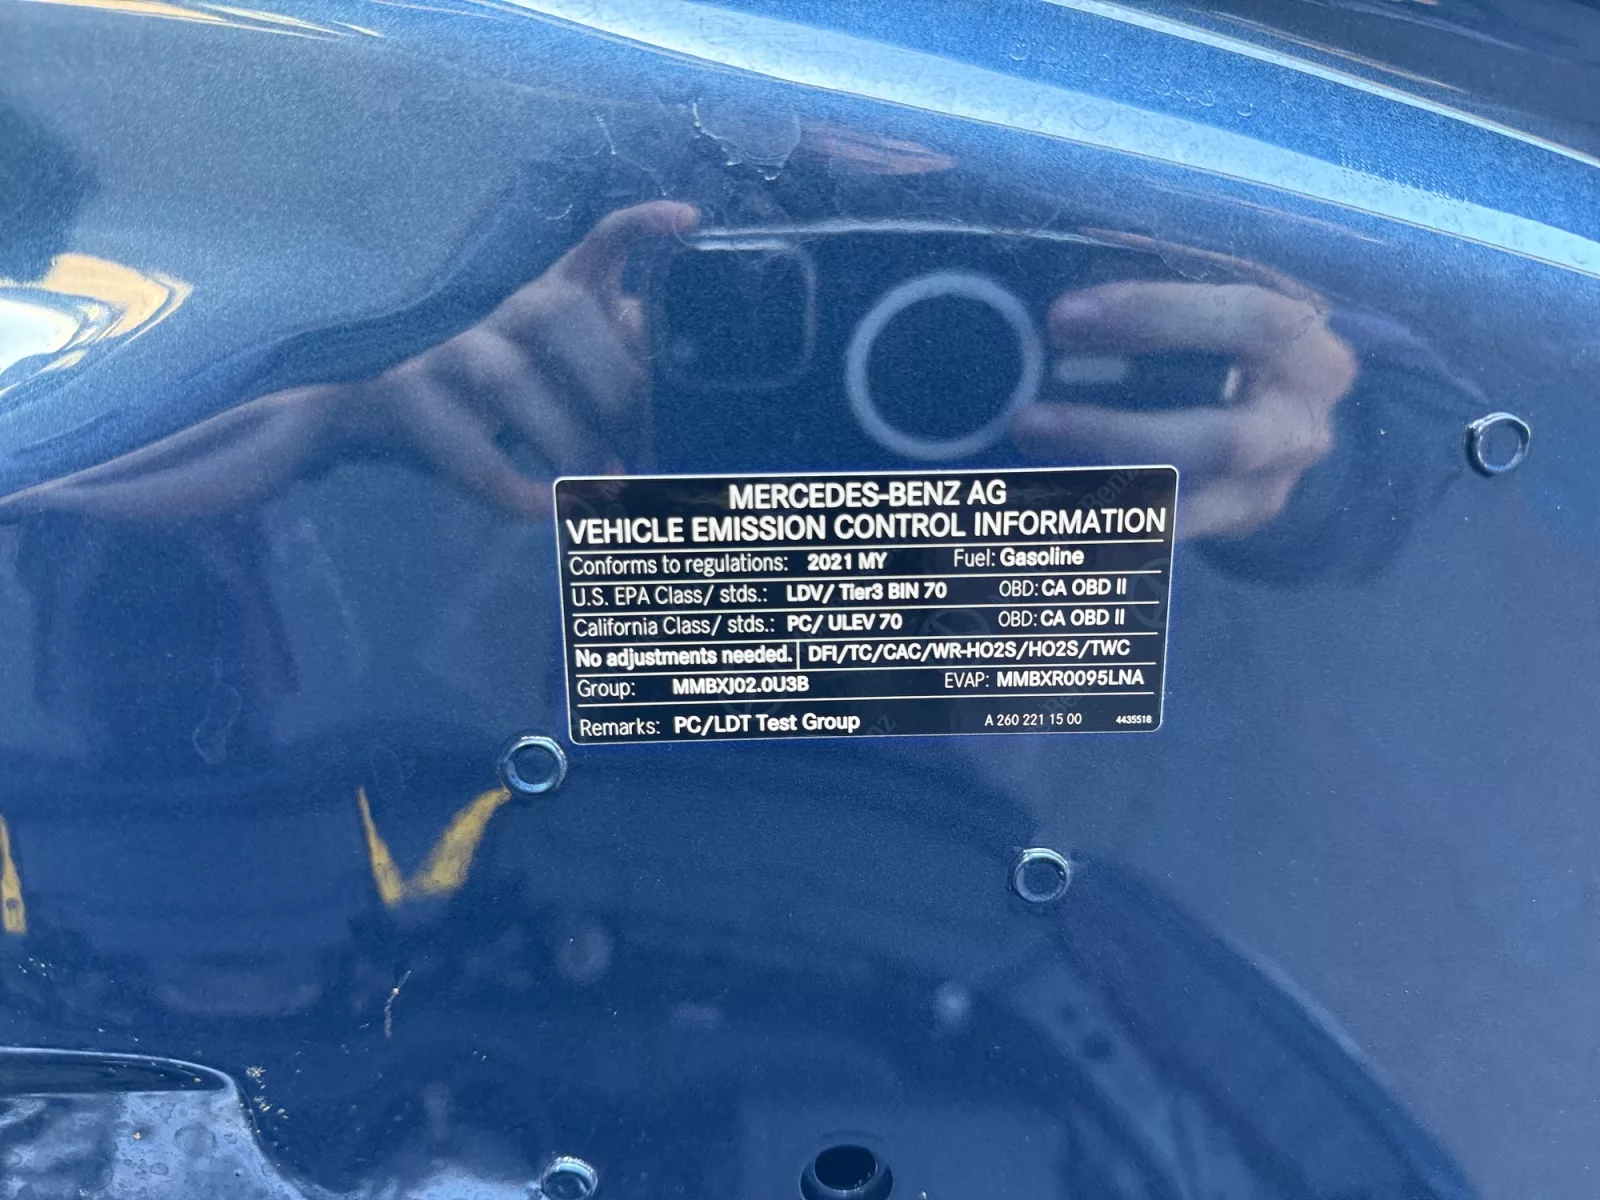 MERCEDES-BENZ AG
VEHICLE EMISSION CONTROL INFORMATION
Conforms to regulations: 2021 MY Fuel: Gasoline
U.S. EPA Class/ stds.: LDV/ Tier3 BIN 70 OBD: CA OBD II
California Class/ stds.: PC/ ULEV 70 OBD: CA OBD II
No adjustments needed. DFI/TC/CAC/WR-HO2S/HO2S/TWC
Group: MMBXJ02.0U3B EVAP: MMBXR0095LNA
Remarks: PC/LDT Test Group A 260 221 15 00 4435518